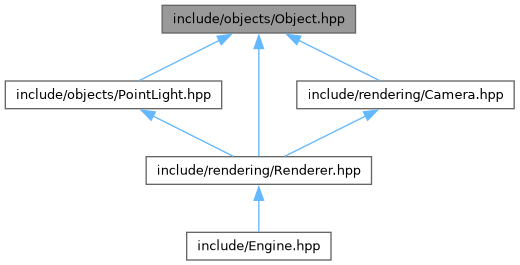 include/objects/Object.hpp
include/objects/PointLight.hpp
include/rendering/Camera.hpp
include/rendering/Renderer.hpp
include/Engine.hpp